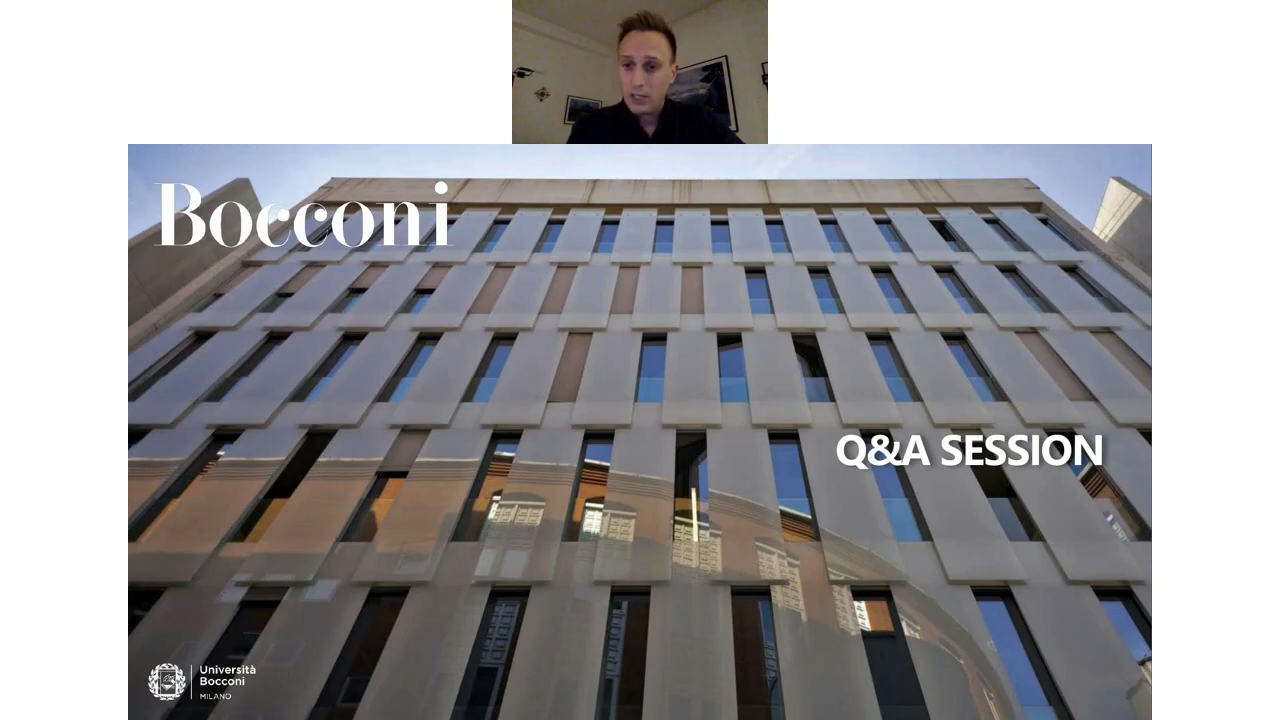 Bocconi
Q&A SESSION
Università
Bocconi
MILANO